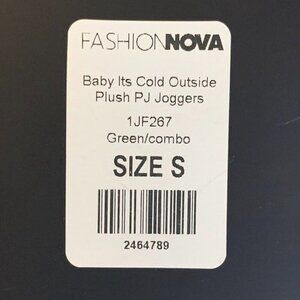 FASHIONNOVA
Baby Its Cold Outside
Plush PJ Joggers
1JF267
Green/combo
SIZE S
2464789